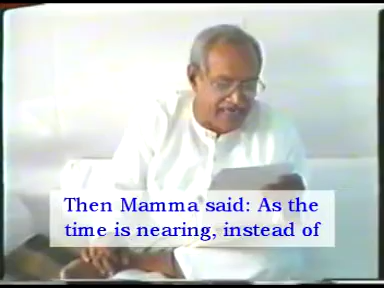 Then Mamma said: As the
time is nearing, instead of